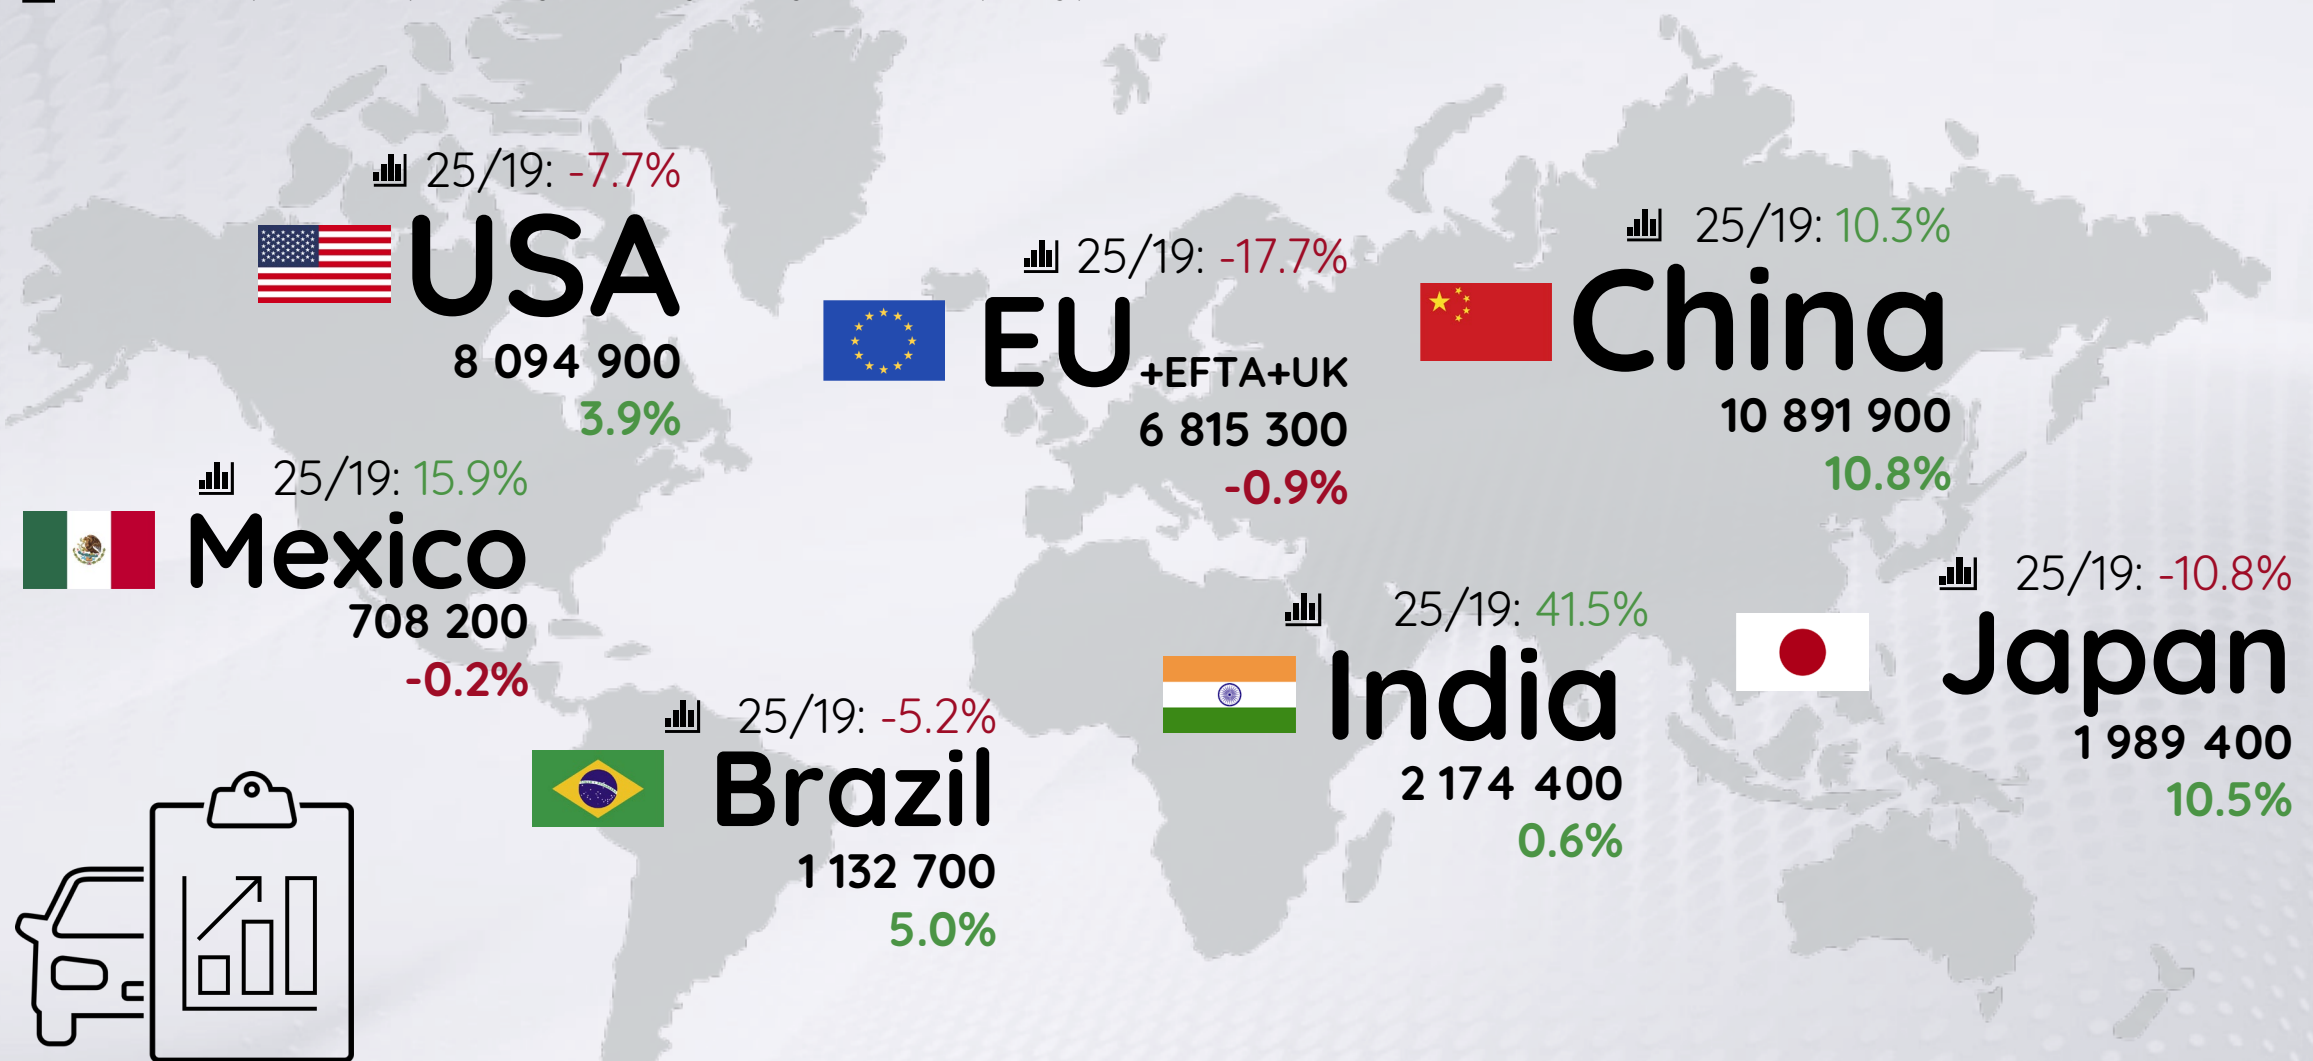 25/19: -7.7%
USA
8 094 900
3.9%
25/19: -17.7%
EU+EFTA+UK
6 815 300
-0.9%
25/19: 10.3%
China
10 891 900
10.8%
25/19: 15.9%
Mexico
708 200
-0.2%
25/19: -5.2%
Brazil
1 132 700
5.0%
25/19: 41.5%
India
2 174 400
0.6%
25/19: -10.8%
Japan
1 989 400
10.5%